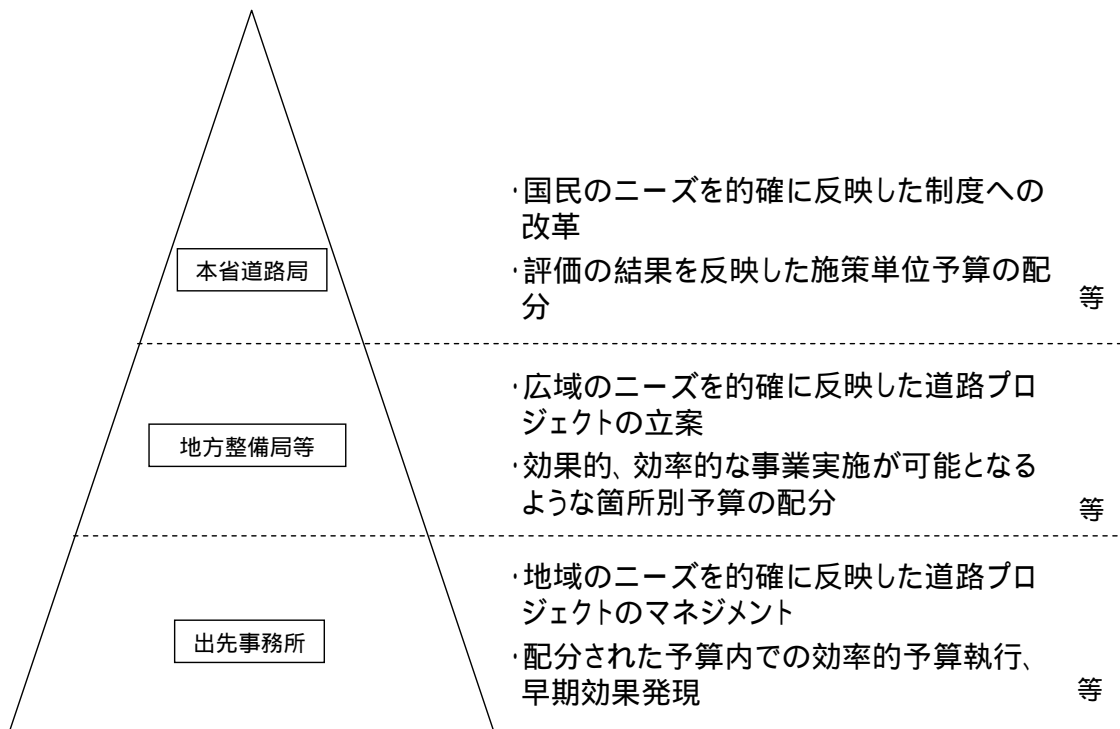 本省道路局
・国民のニーズを的確に反映した制度への
改革
・評価の結果を反映した施策単位予算の配
分
等
地方整備局等
・広域のニーズを的確に反映した道路プロ
ジェクトの立案
・効果的、効率的な事業実施が可能となる
ような箇所別予算の配分
等
出先事務所
・地域のニーズを的確に反映した道路プロ
ジェクトのマネジメント
・配分された予算内での効率的予算執行、
早期効果発現
等